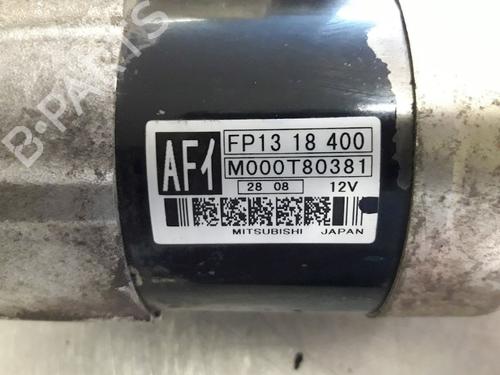 B-PARTS
AF1
FP13 18 400
M000T80381
28 08 12V
MITSUBISHI JAPAN